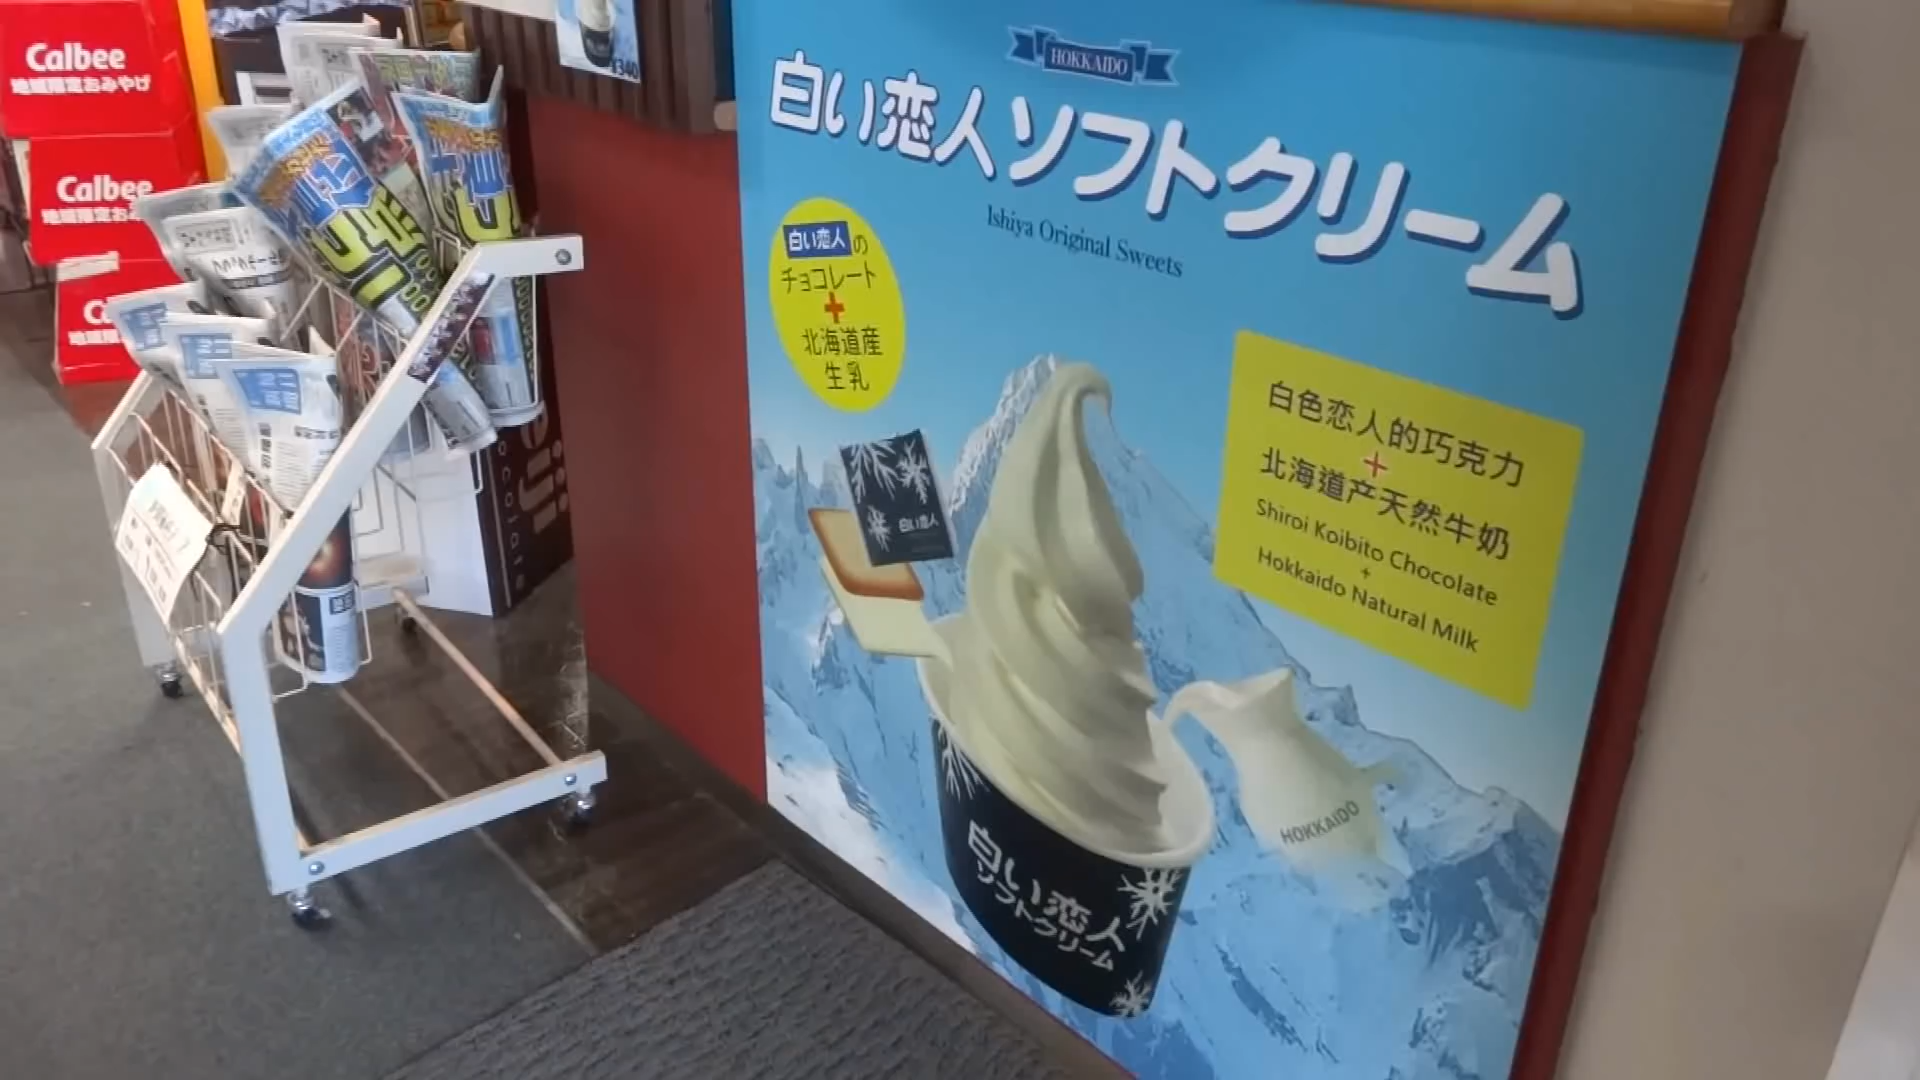 Calbee
地域限定おみやげ
Calbee
¥340
HOKKAIDO
白い恋人ソフトクリーム
Ishiya Original Sweets
白い恋人の
チョコレート
+
北海道産
生乳
白い恋人
白色恋人的巧克力
+
北海道产天然牛奶
Shiroi Koibito Chocolate
+
Hokkaido Natural Milk
HOKKAIDO
白い恋人
ソフトクリーム